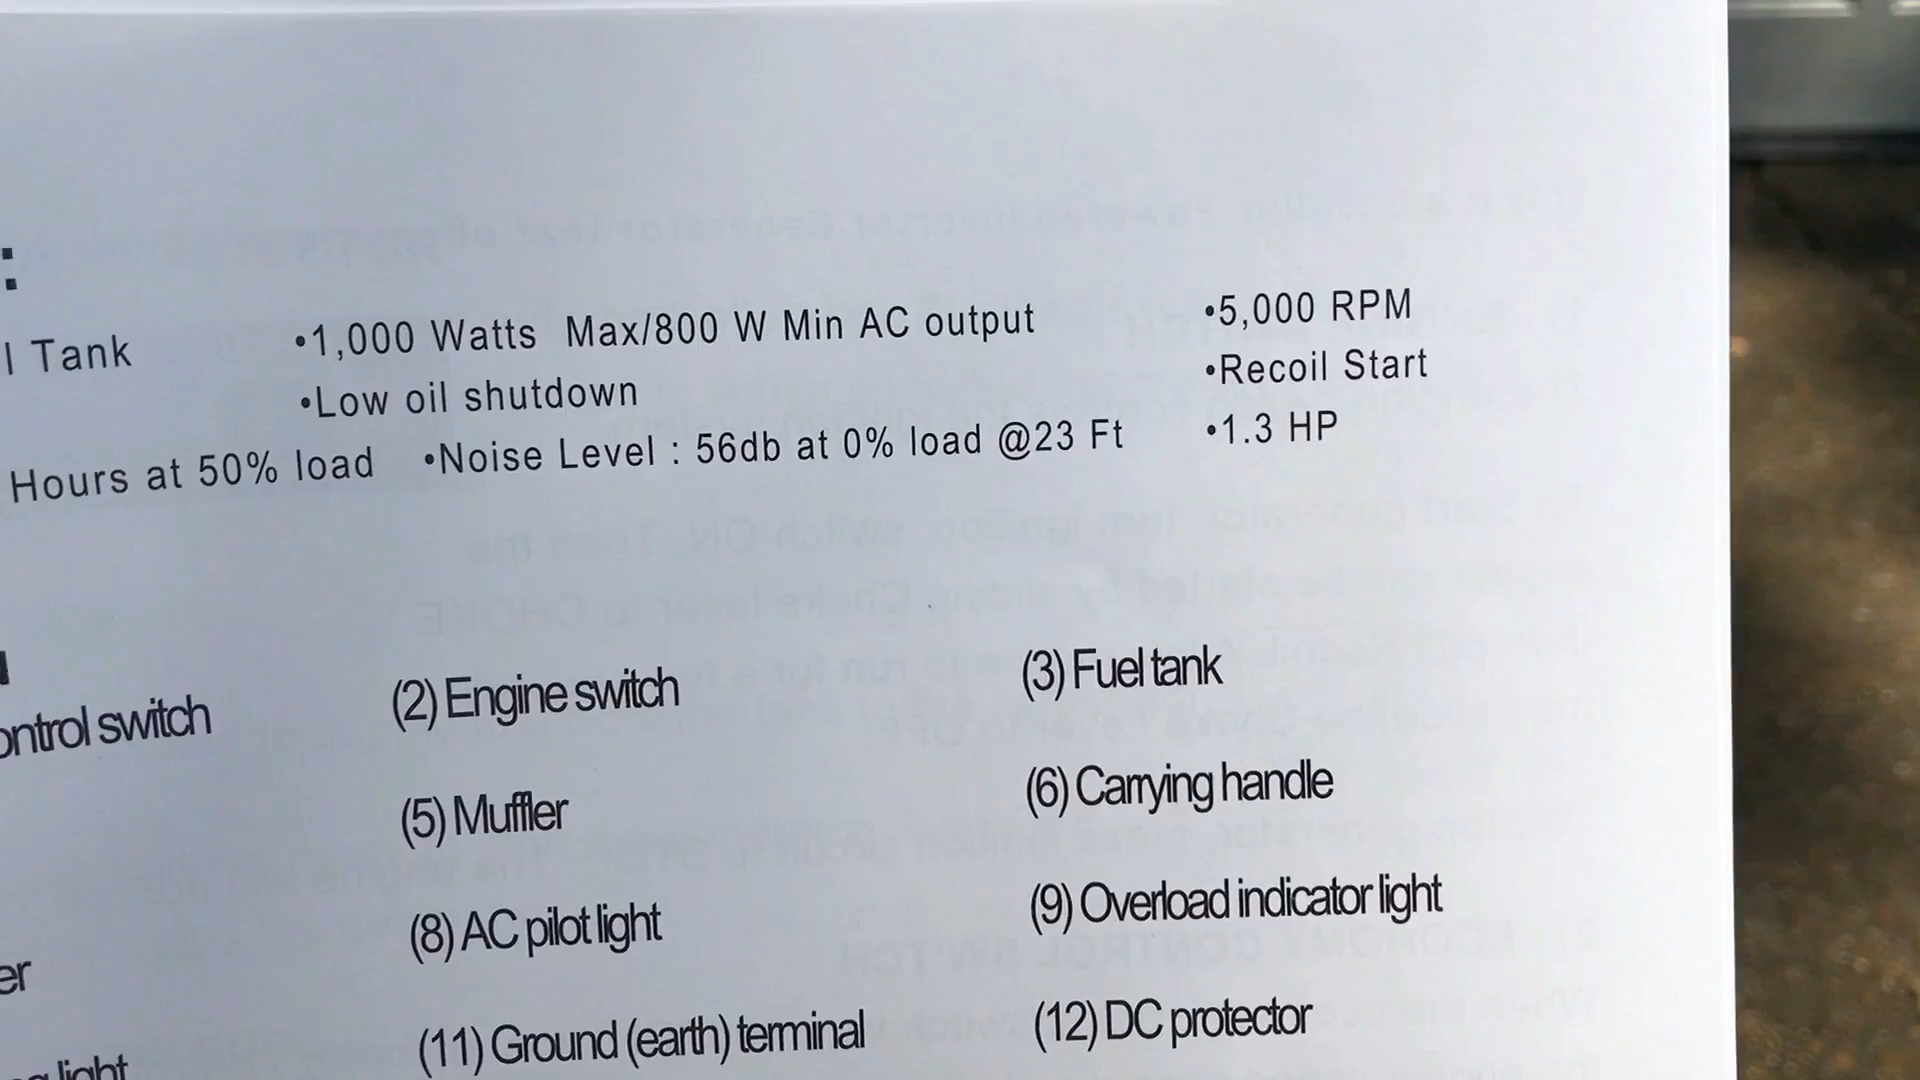 :
l Tank •1,000 Watts Max/800 W Min AC output •5,000 RPM
•Low oil shutdown •Recoil Start
Hours at 50% load •Noise Level : 56db at 0% load @23 Ft •1.3 HP
ontrol switch (2) Engine switch (3) Fuel tank
(5) Muffler (6) Carrying handle
(8) AC pilot light (9) Overload indicator light
er (11) Ground (earth) terminal (12) DC protector
light